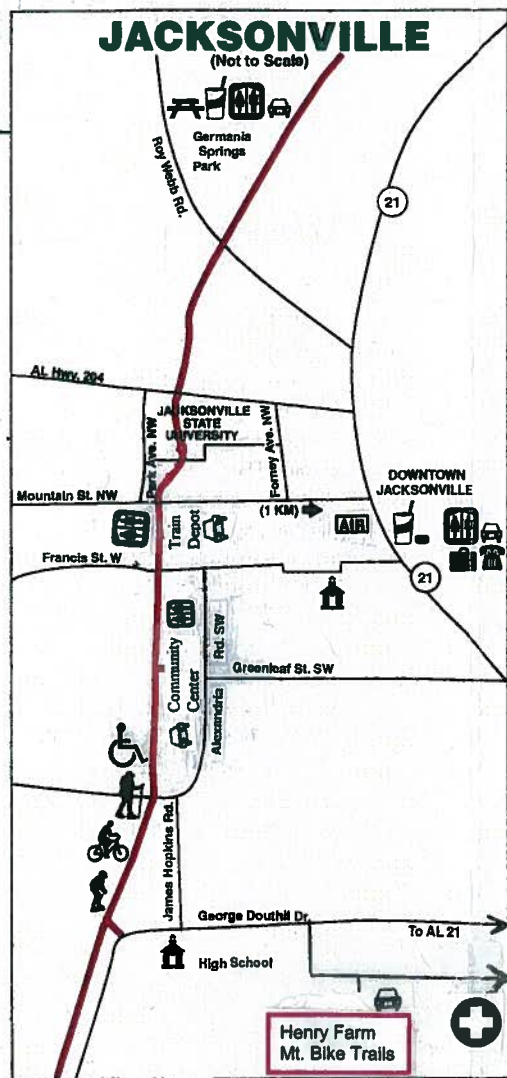 JACKSONVILLE
(Not to Scale)
Germania
Springs
Park
Roy Webb Rd.
21
AL Hwy. 204
JACKSONVILLE
STATE
UNIVERSITY
Park Ave. NW
Forney Ave. NW
DOWNTOWN
JACKSONVILLE
Mountain St. NW
(1 KM)
AIR
Train
Depot
Francis St. W
21
Community
Center
Alexandria Rd. SW
Greenleaf St. SW
James Hopkins Rd.
George Douthit Dr.
To AL 21
High School
Henry Farm
Mt. Bike Trails